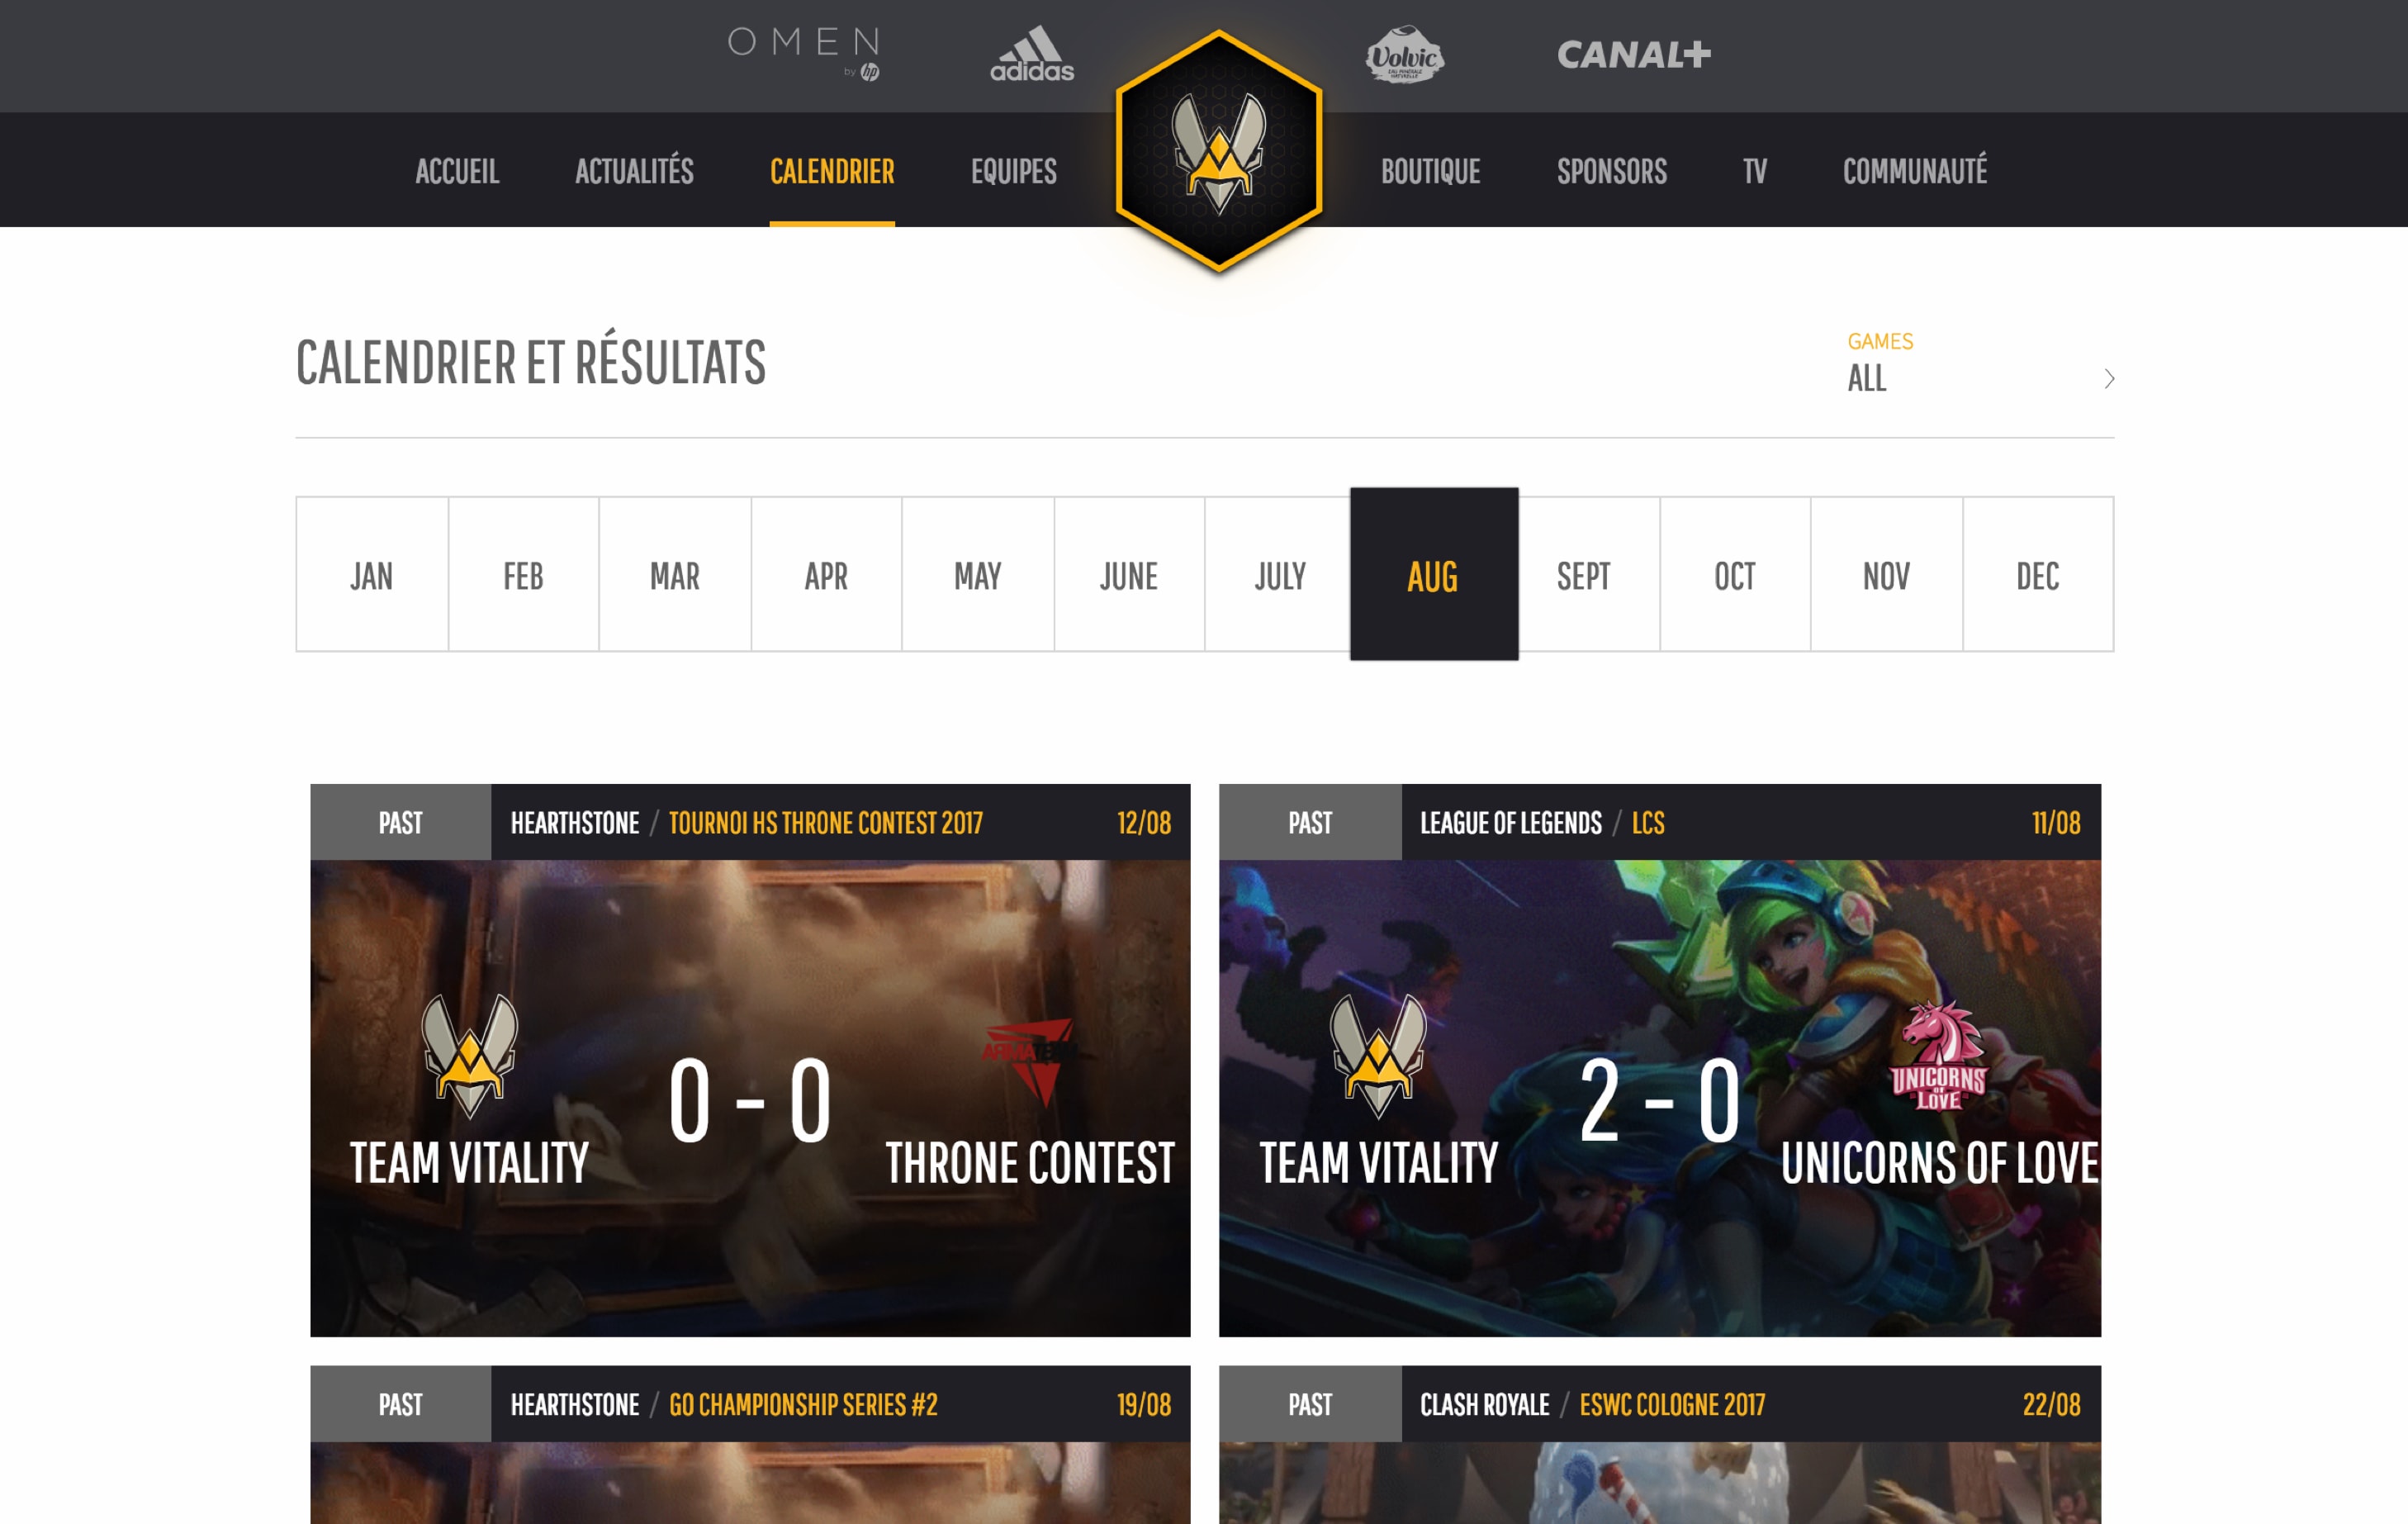 OMEN
by hp
adidas
Volvic
CANAL+
ACCUEIL
ACTUALITÉS
CALENDRIER
EQUIPES
BOUTIQUE
SPONSORS
TV
COMMUNAUTÉ
CALENDRIER ET RÉSULTATS
GAMES
ALL
JAN
FEB
MAR
APR
MAY
JUNE
JULY
AUG
SEPT
OCT
NOV
DEC
PAST
HEARTHSTONE / TOURNOI HS THRONE CONTEST 2017
12/08
TEAM VITALITY
0 - 0
THRONE CONTEST
PAST
LEAGUE OF LEGENDS / LCS
11/08
TEAM VITALITY
2 - 0
UNICORNS
OF
LOVE
UNICORNS OF LOVE
PAST
HEARTHSTONE / GO CHAMPIONSHIP SERIES #2
19/08
PAST
CLASH ROYALE / ESWC COLOGNE 2017
22/08